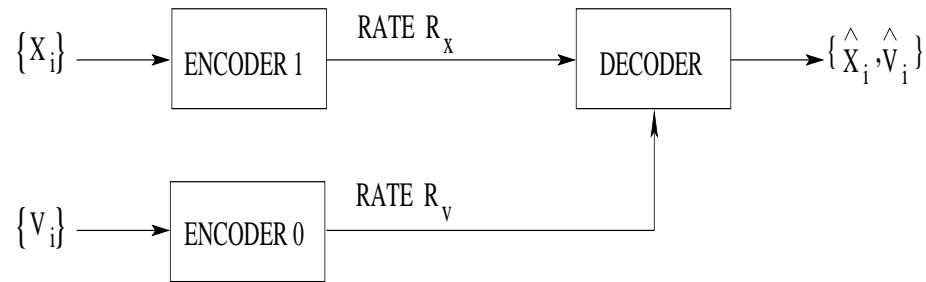 {X_i}
ENCODER 1
RATE R_x
DECODER
{X̂_i,V̂_i}
{V_i}
ENCODER 0
RATE R_v